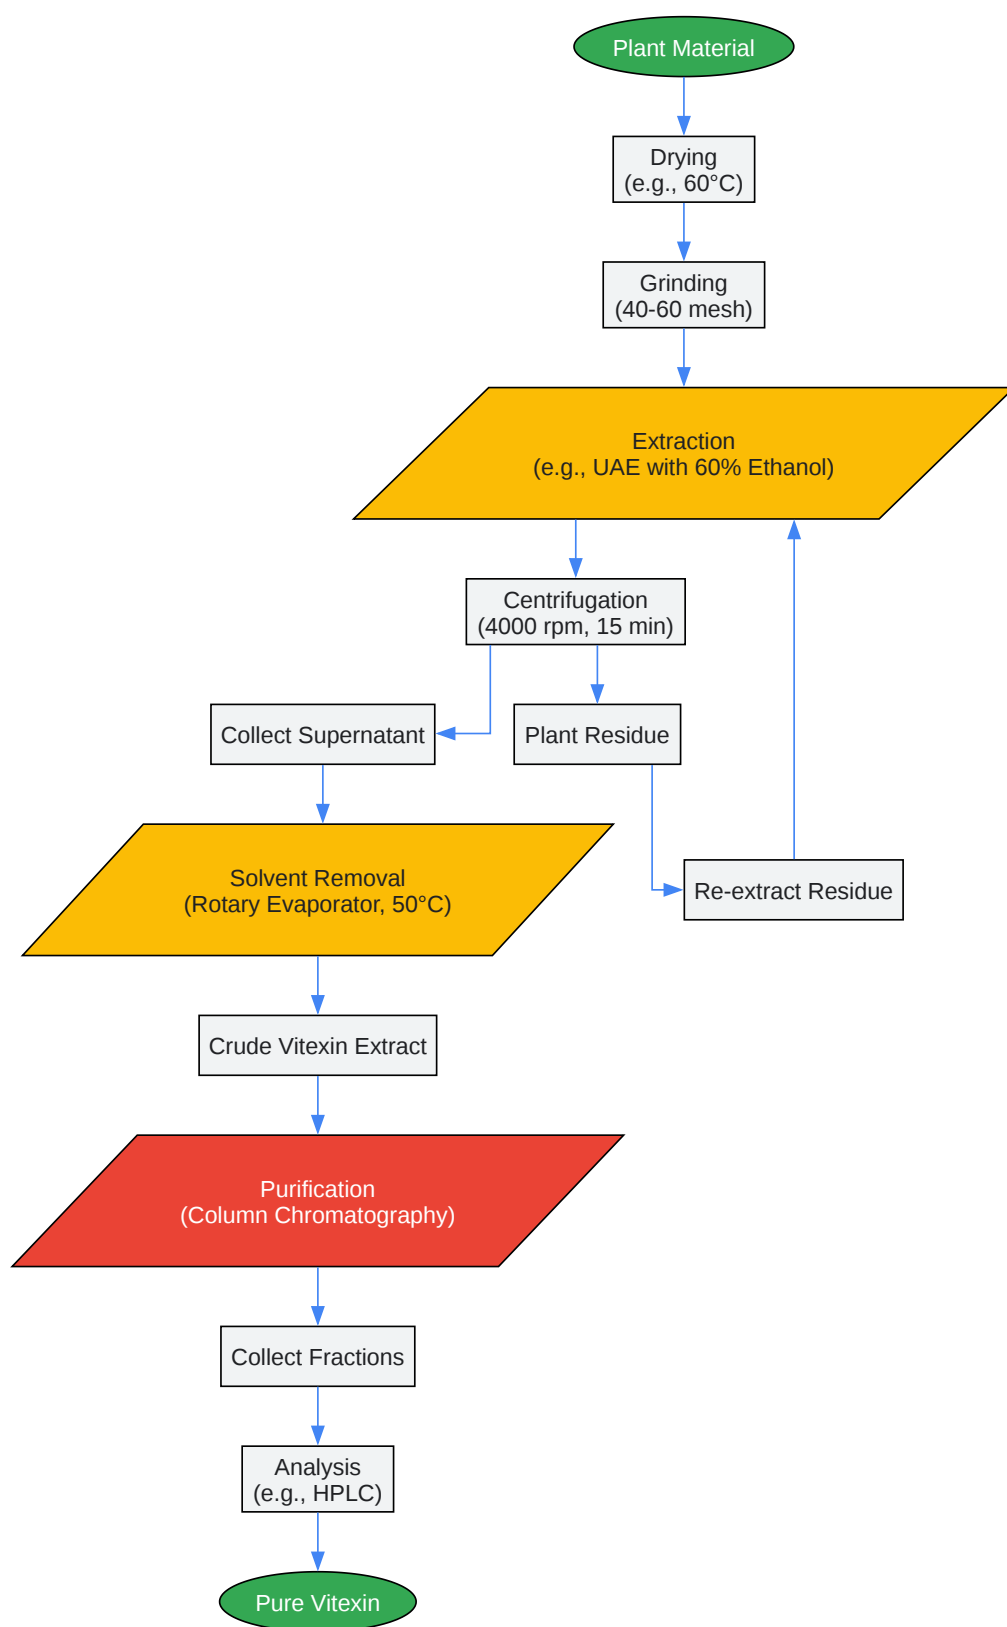 Plant Material
Drying
(e.g., 60°C)
Grinding
(40-60 mesh)
Extraction
(e.g., UAE with 60% Ethanol)
Centrifugation
(4000 rpm, 15 min)
Collect Supernatant
Plant Residue
Solvent Removal
(Rotary Evaporator, 50°C)
Re-extract Residue
Crude Vitexin Extract
Purification
(Column Chromatography)
Collect Fractions
Analysis
(e.g., HPLC)
Pure Vitexin